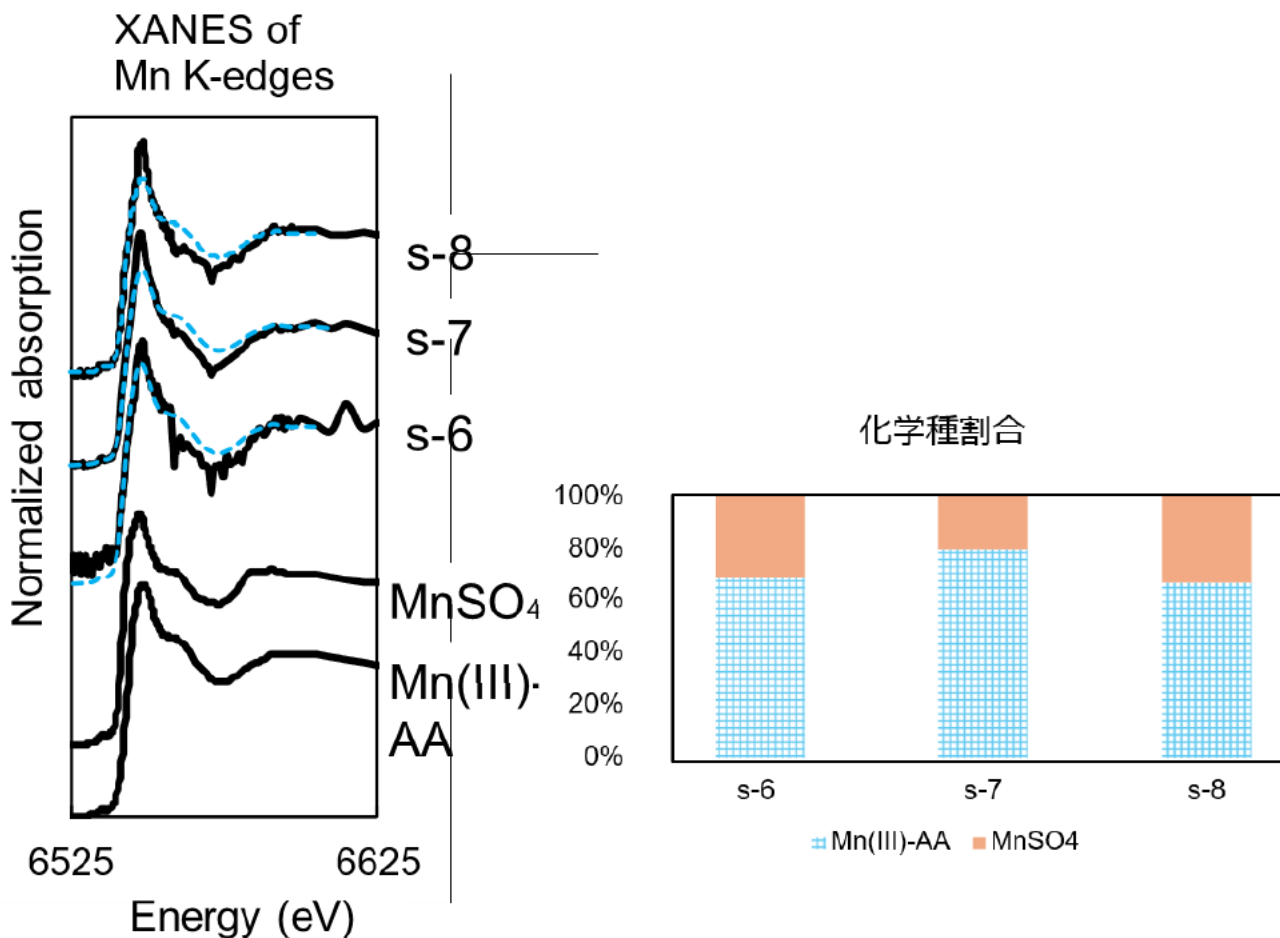 XANES of
Mn K-edges
Normalized absorption
s-8
s-7
s-6
MnSO4
Mn(III)-
AA
6525
6625
Energy (eV)
化学種割合
100%
80%
60%
40%
20%
0%
s-6
s-7
s-8
Mn(III)-AA
MnSO4